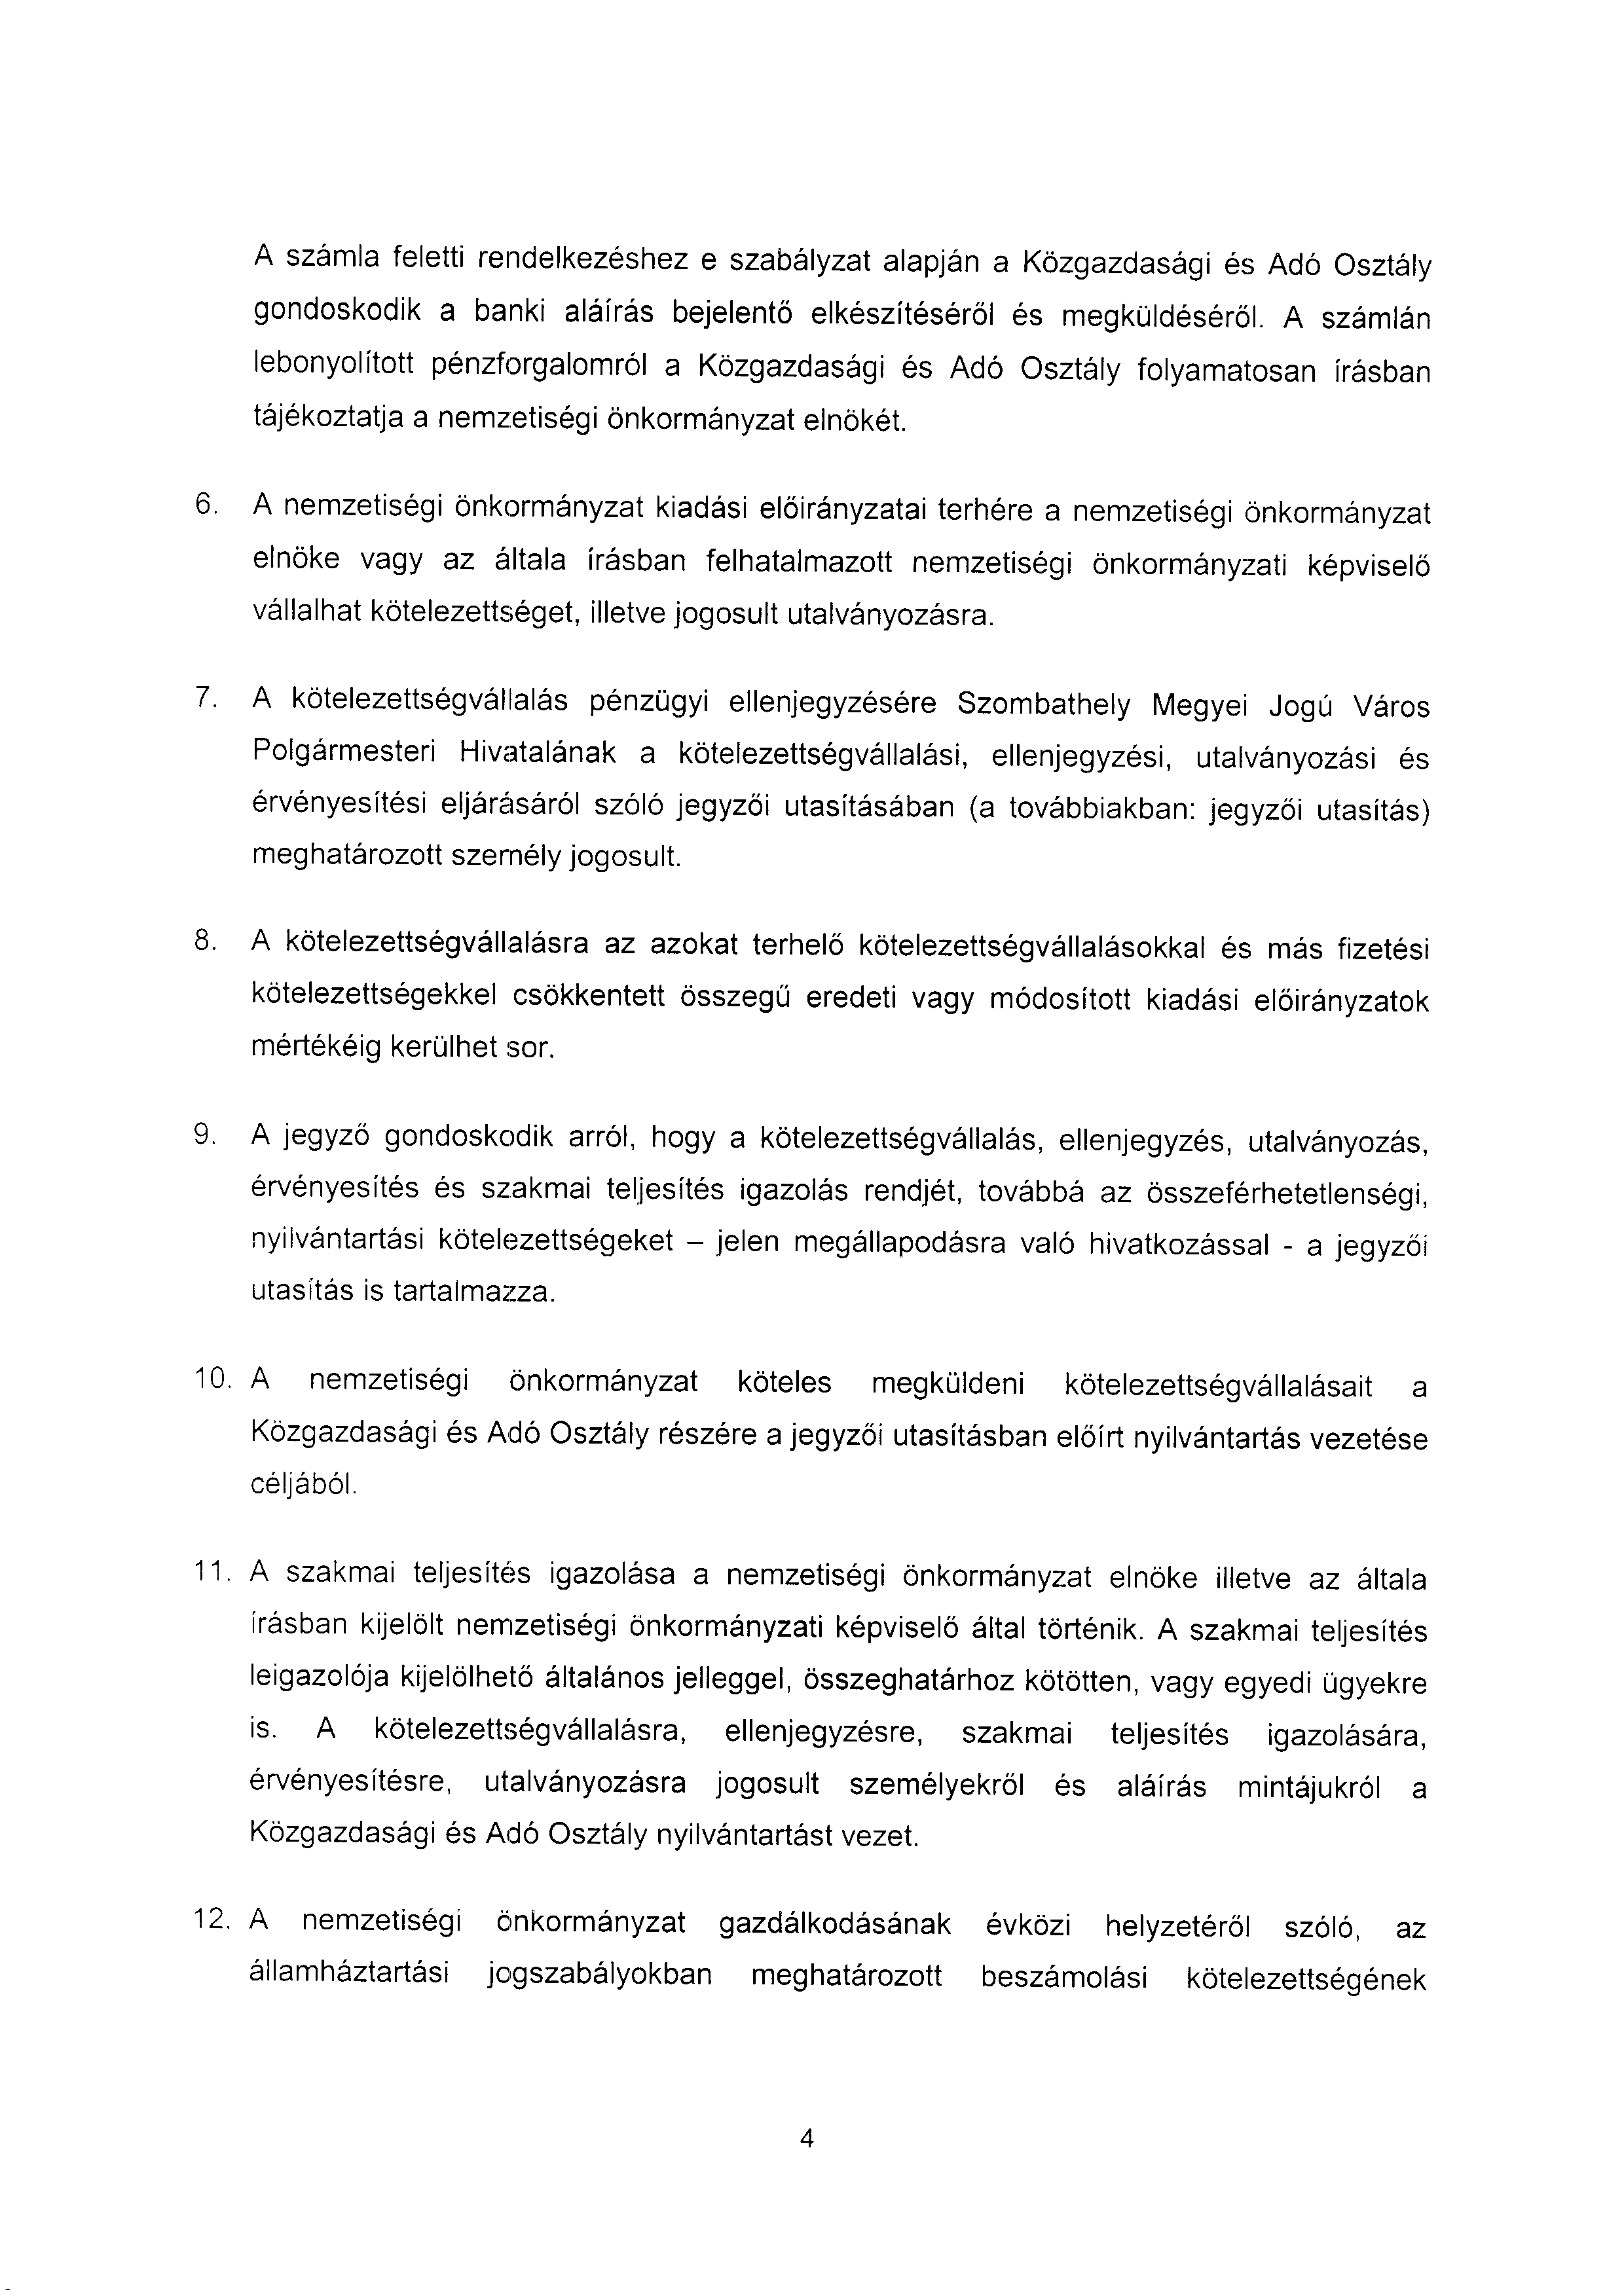 A számla feletti rendelkezéshez e szabályzat alapján a Közgazdasági és Adó Osztály
gondoskodik a banki aláírás bejelentő elkészítéséről és megküldéséről. A számlán
lebonyolított pénzforgalomról a Közgazdasági és Adó Osztály folyamatosan írásban
tájékoztatja a nemzetiségi önkormányzat elnökét.
6. A nemzetiségi önkormányzat kiadási előirányzatai terhére a nemzetiségi önkormányzat
elnöke vagy az általa írásban felhatalmazott nemzetiségi önkormányzati képviselő
vállalhat kötelezettséget, illetve jogosult utalványozásra.
7. A kötelezettségvállalás pénzügyi ellenjegyzésére Szombathely Megyei Jogú Város
Polgármesteri Hivatalának a kötelezettségvállalási, ellenjegyzési, utalványozási és
érvényesítési eljárásáról szóló jegyzői utasításában (a továbbiakban: jegyzői utasítás)
meghatározott személy jogosult.
8. A kötelezettségvállalásra az azokat terhelő kötelezettségvállalásokkal és más fizetési
kötelezettségekkel csökkentett összegű eredeti vagy módosított kiadási előirányzatok
mértékéig kerülhet sor.
9. A jegyző gondoskodik arról, hogy a kötelezettségvállalás, ellenjegyzés, utalványozás,
érvényesítés és szakmai teljesítés igazolás rendjét, továbbá az összeférhetetlenségi,
nyilvántartási kötelezettségeket – jelen megállapodásra való hivatkozással - a jegyzői
utasítás is tartalmazza.
10. A nemzetiségi önkormányzat köteles megküldeni kötelezettségvállalásait a
Közgazdasági és Adó Osztály részére a jegyzői utasításban előírt nyilvántartás vezetése
céljából.
11. A szakmai teljesítés igazolása a nemzetiségi önkormányzat elnöke illetve az általa
írásban kijelölt nemzetiségi önkormányzati képviselő által történik. A szakmai teljesítés
leigazolója kijelölhető általános jelleggel, összeghatárhoz kötötten, vagy egyedi ügyekre
is. A kötelezettségvállalásra, ellenjegyzésre, szakmai teljesítés igazolására,
érvényesítésre, utalványozásra jogosult személyekről és aláírás mintájukról a
Közgazdasági és Adó Osztály nyilvántartást vezet.
12. A nemzetiségi önkormányzat gazdálkodásának évközi helyzetéről szóló, az
államháztartási jogszabályokban meghatározott beszámolási kötelezettségének
4